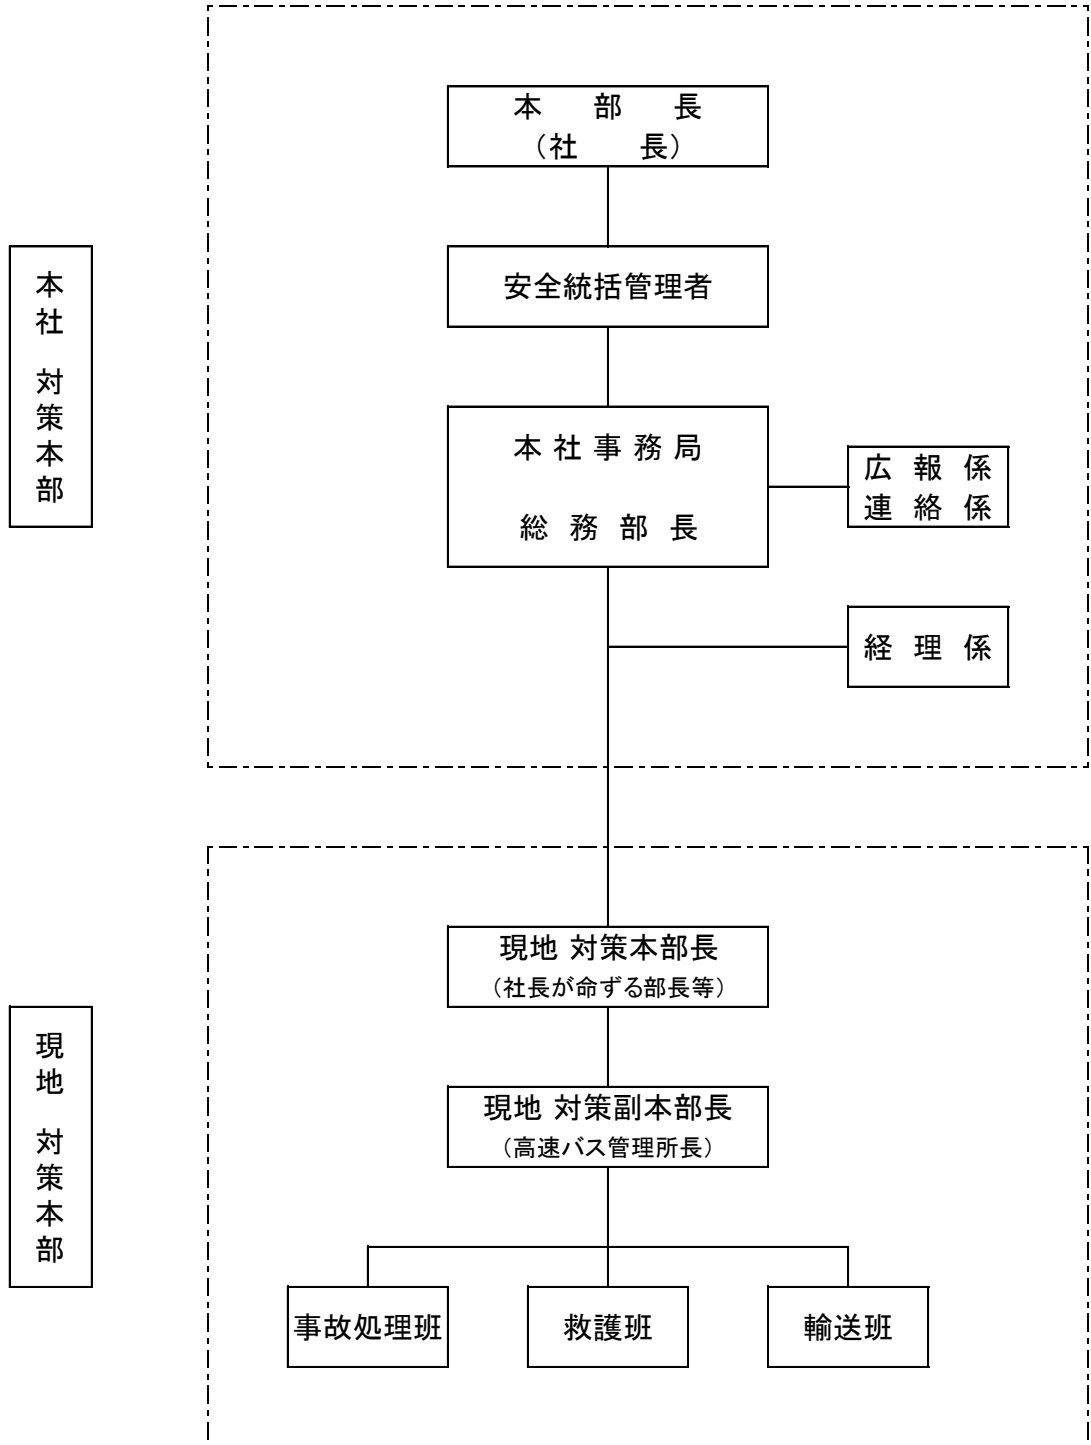 本部長
（社長）
安全統括管理者
本社 対策本部
本社事務局
総務部長
広報係
連絡係
経理係
現地 対策本部長
（社長が命ずる部長等）
現地 対策本部
現地 対策副本部長
（高速バス管理所長）
事故処理班
救護班
輸送班